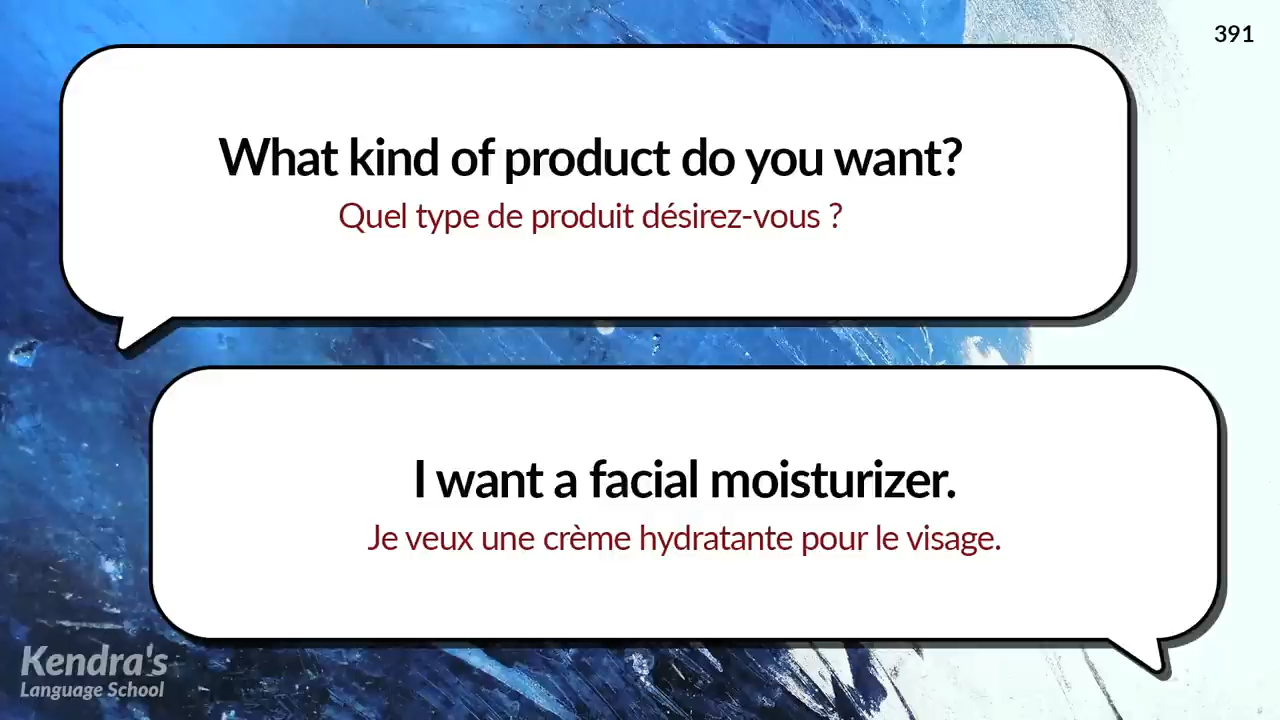 391
What kind of product do you want?
Quel type de produit désirez-vous ?
I want a facial moisturizer.
Je veux une crème hydratante pour le visage.
Kendra's
Language School